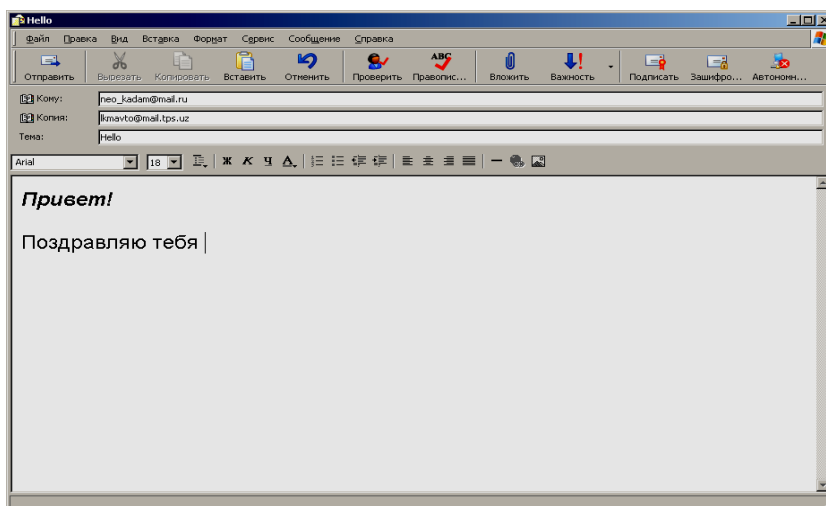 Hello
Файл Правка Вид Вставка Формат Сервис Сообщение Справка
Отправить Вырезать Копировать Вставить Отменить Проверить Правопис... Вложить Важность Подписать Зашифро... Автономн...
Кому: neo_kadam@mail.ru
Копия: lkmavto@mail.tps.uz
Тема: Hello
Arial 18 Ж К Ч А
Привет!
Поздравляю тебя